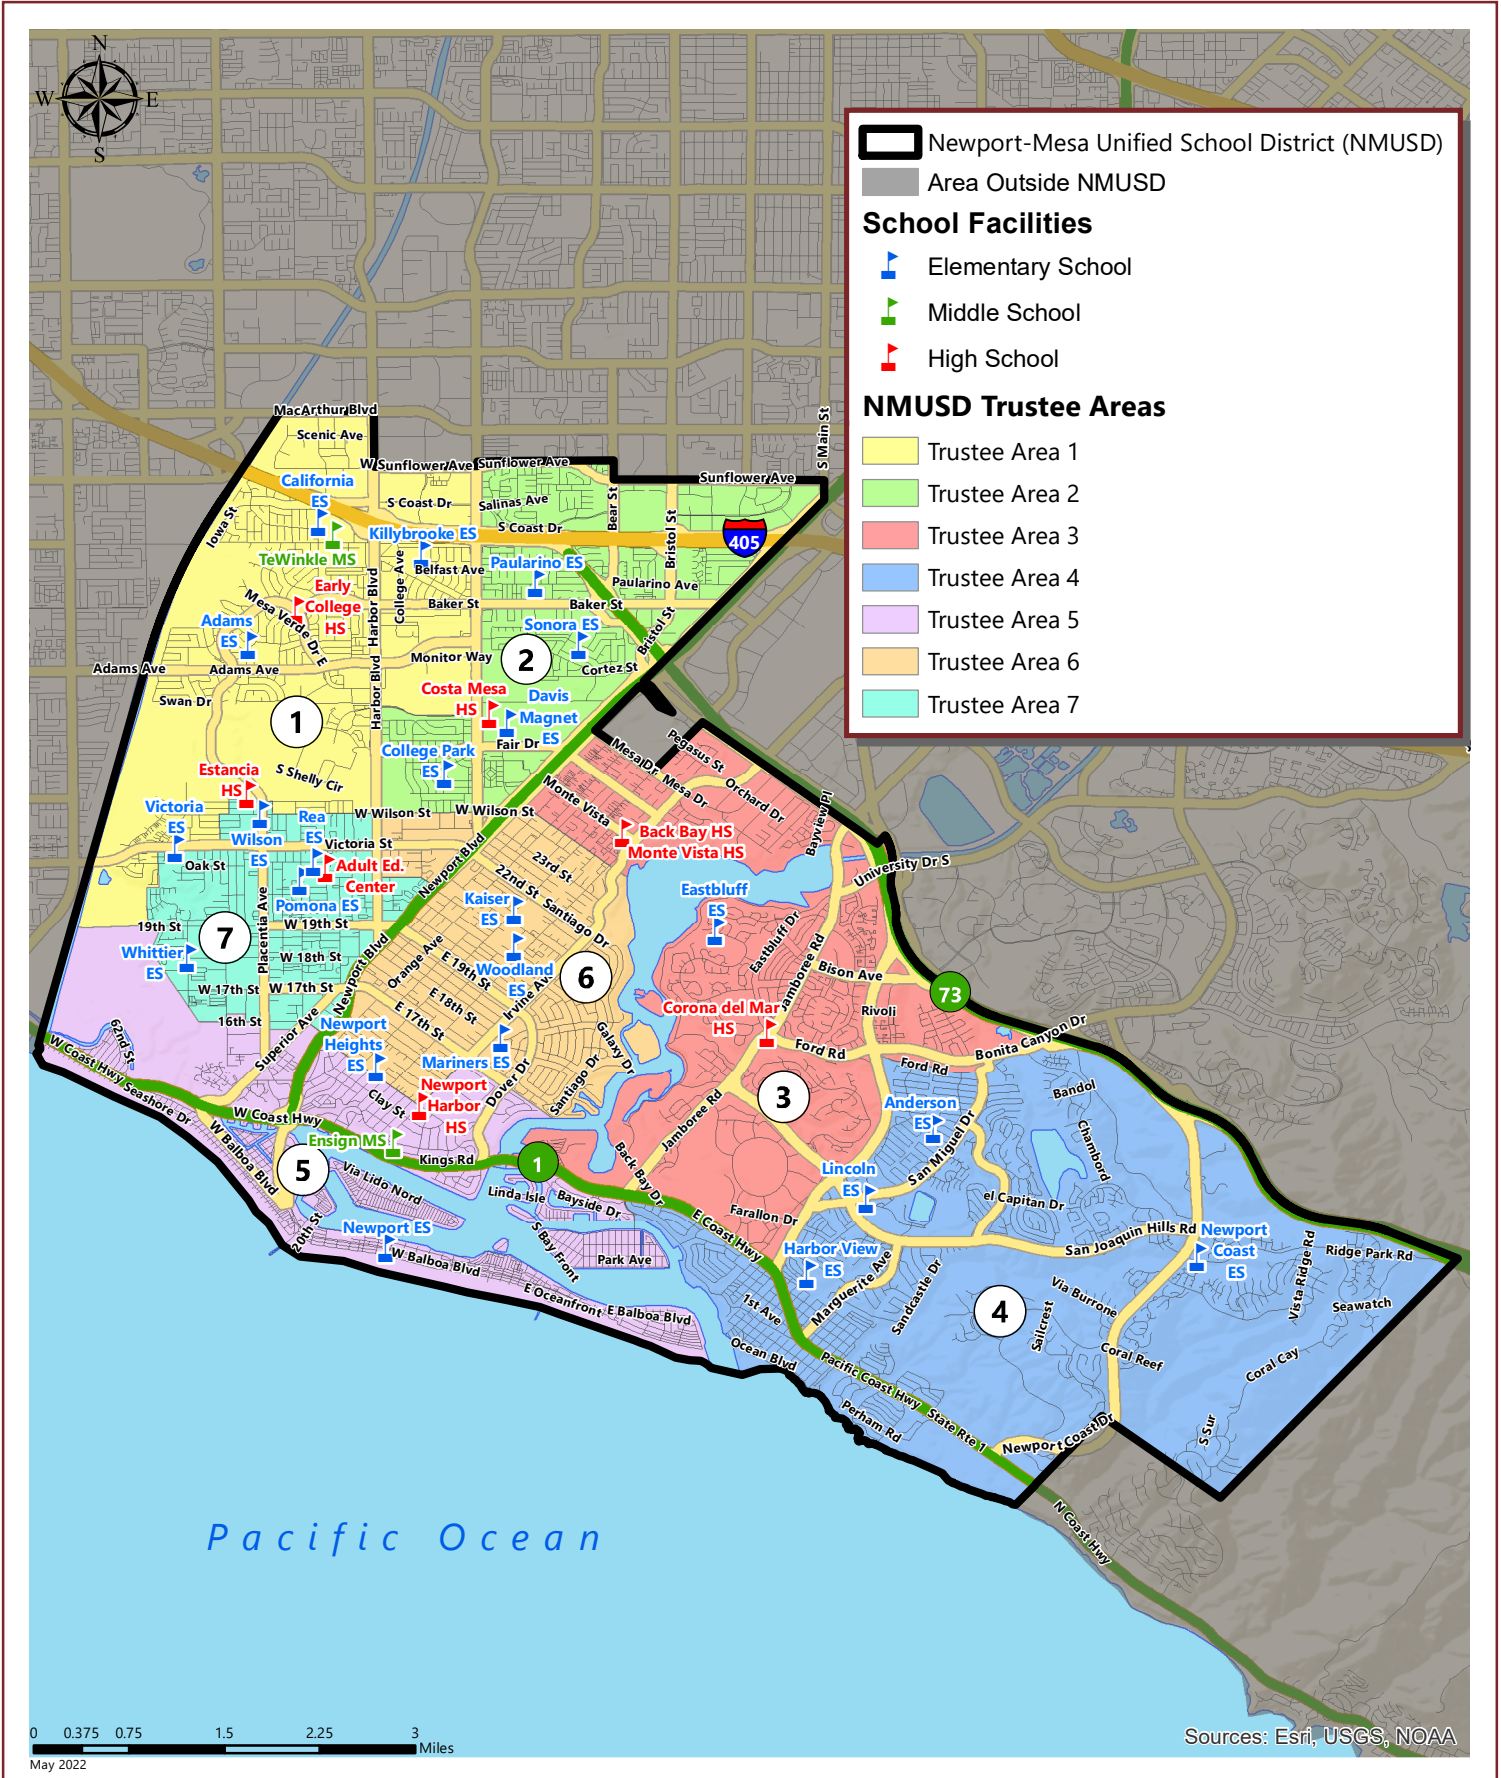 N
W
E
S
Newport-Mesa Unified School District (NMUSD)
Area Outside NMUSD
School Facilities
Elementary School
Middle School
High School
NMUSD Trustee Areas
Trustee Area 1
Trustee Area 2
Trustee Area 3
Trustee Area 4
Trustee Area 5
Trustee Area 6
Trustee Area 7
MacArthur Blvd
Scenic Ave
W Sunflower Ave
Sunflower Ave
Sunflower Ave
S Main St
California
ES
S Coast Dr
Salinas Ave
S Coast Dr
Bear St
Bristol St
405
Iowa St
TeWinkle MS
Killybrooke ES
Belfast Ave
Paularino ES
Paularino Ave
Early
College
HS
Mesa Verde Dr E
Harbor Blvd
College Ave
Baker St
Baker St
Adams
ES
Sonora ES
Bristol St
Adams Ave
Adams Ave
Monitor Way
2
Cortez St
Harbor Blvd
Swan Dr
1
Costa Mesa
HS
Davis
Magnet
ES
Fair Dr
College Park
ES
Mesa Dr
Pegasus St
Mesa Dr
Orchard Dr
S Shelly Cir
Estancia
HS
Monte Vista
Bayview Pl
Victoria
ES
Wilson
ES
Rea
ES
W Wilson St
W Wilson St
Back Bay HS
Monte Vista HS
Victoria St
Newport Blvd
Oak St
Adult Ed.
Center
23rd St
22nd St
University Dr S
Pomona ES
Placentia Ave
Kaiser
ES
Santiago Dr
Eastbluff
ES
19th St
7
W 19th St
Newport Blvd
Orange Ave
E 19th St
Eastbluff Dr
Jamboree Rd
Whittier
ES
W 18th St
Woodland
ES
6
Bison Ave
W 17th St
W 17th St
E 18th St
Irvine Ave
73
16th St
E 17th St
Corona del Mar
HS
Rivoli
62nd St
Superior Ave
Newport
Heights
ES
Galaxy Dr
Bonita Canyon Dr
W Coast Hwy
Mariners ES
Ford Rd
Ford Rd
Seashore Dr
Clay St
Newport
Harbor
HS
Dover Dr
Santiago Dr
3
Bandol
Anderson
ES
W Coast Hwy
Jamboree Rd
San Miguel Dr
Chambord
Ensign MS
W Balboa Blvd
5
Kings Rd
1
Back Bay Dr
Lincoln
ES
Via Lido Nord
Linda Isle
Bayside Dr
el Capitan Dr
20th St
Newport ES
S Bay Front
E Coast Hwy
Farallon Dr
San Joaquin Hills Rd
Newport
Coast
ES
Ridge Park Rd
W Balboa Blvd
Park Ave
Harbor View
ES
Marguerite Ave
Sandcastle Dr
Vista Ridge Rd
E Oceanfront
E Balboa Blvd
1st Ave
4
Via Burrone
Seawatch
Sailcrest
Ocean Blvd
Coral Reef
Coral Cay
Pacific Coast Hwy
State Rte 1
Perham Rd
Newport Coast Dr
S Sur
N Coast Hwy
Pacific Ocean
0 0.375 0.75 1.5 2.25 3
Miles
May 2022
Sources: Esri, USGS, NOAA